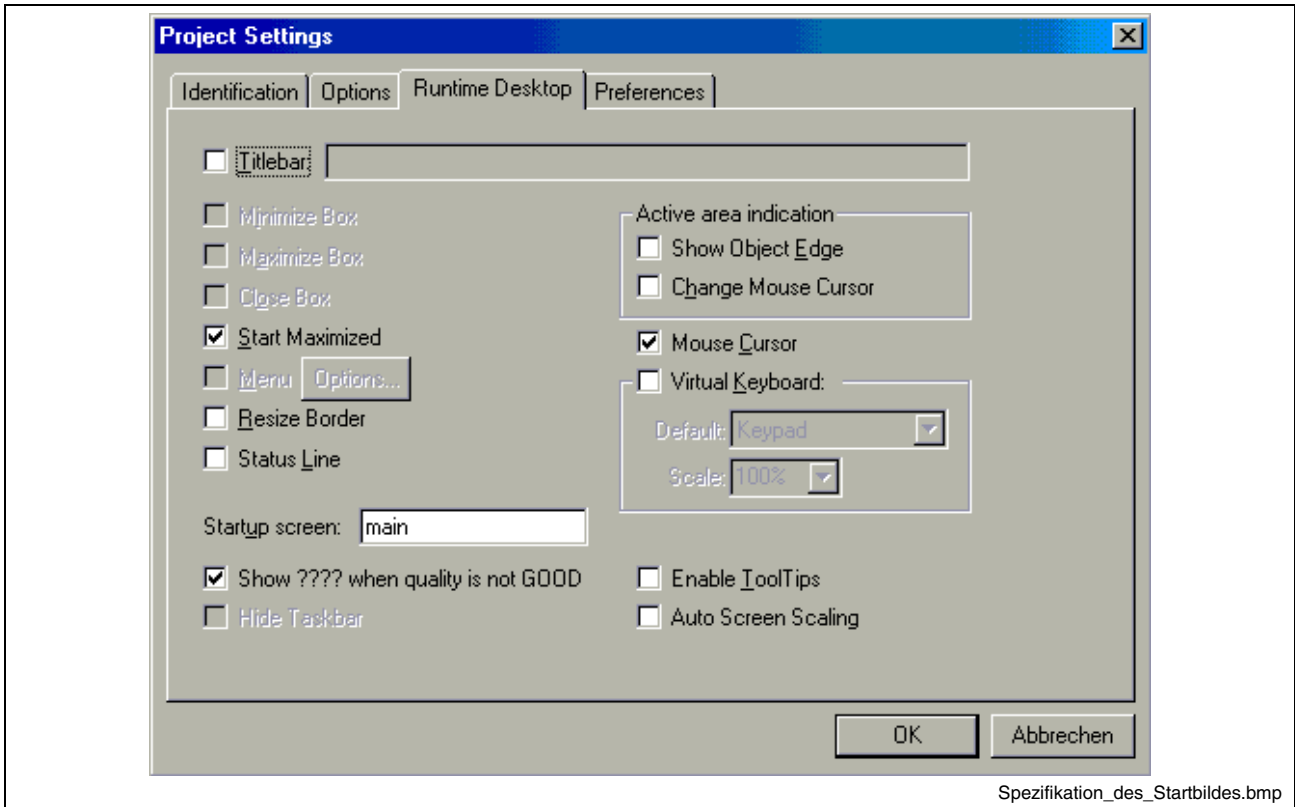 Project Settings
Identification Options Runtime Desktop Preferences
Titlebar:
Minimize Box
Maximize Box
Close Box
Start Maximized
Menu Options...
Resize Border
Status Line
Active area indication
Show Object Edge
Change Mouse Cursor
Mouse Cursor
Virtual Keyboard:
Default: Keypad
Scale: 100%
Startup screen: main
Show ???? when quality is not GOOD
Hide Taskbar
Enable ToolTips
Auto Screen Scaling
OK Abbrechen
Spezifikation_des_Startbildes.bmp